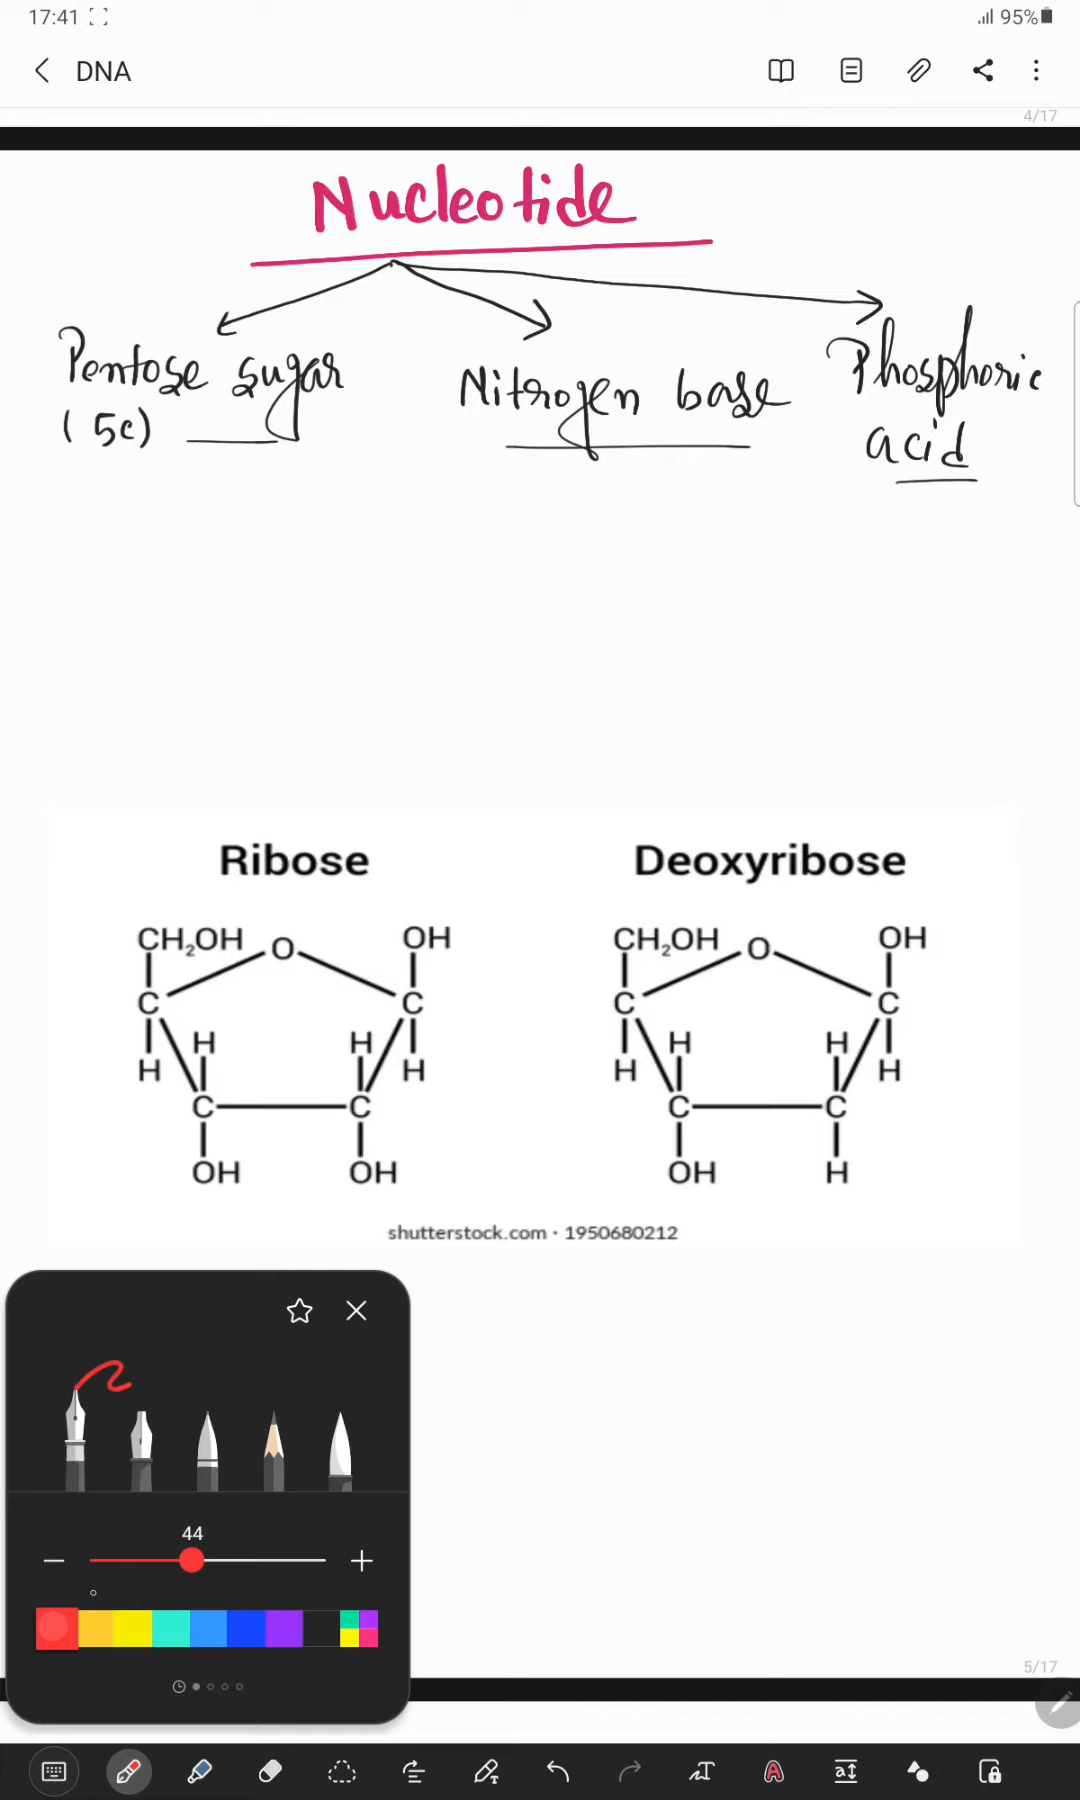 17:41 95%
DNA
4/17
Nucleotide
Pentose sugar
(5c)
Nitrogen base
Phosphoric
acid
Ribose Deoxyribose
CH₂OH O OH CH₂OH O OH
C C C C
H H H H
H H H H
C C C C
OH OH OH H
shutterstock.com · 1950680212
44
5/17